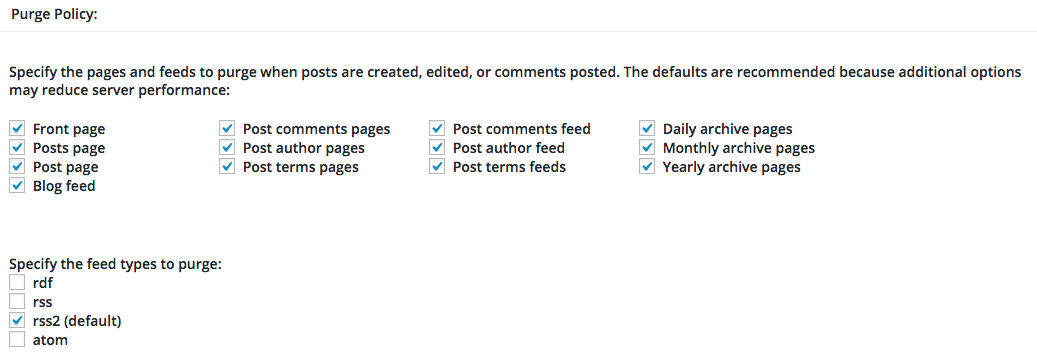 Purge Policy:
Specify the pages and feeds to purge when posts are created, edited, or comments posted. The defaults are recommended because additional options
may reduce server performance:
Front page
Posts page
Post page
Blog feed
Post comments pages
Post author pages
Post terms pages
Post comments feed
Post author feed
Post terms feeds
Daily archive pages
Monthly archive pages
Yearly archive pages
Specify the feed types to purge:
rdf
rss
rss2 (default)
atom